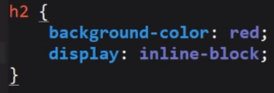 h2 {
    background-color: red;
    display: inline-block;
}